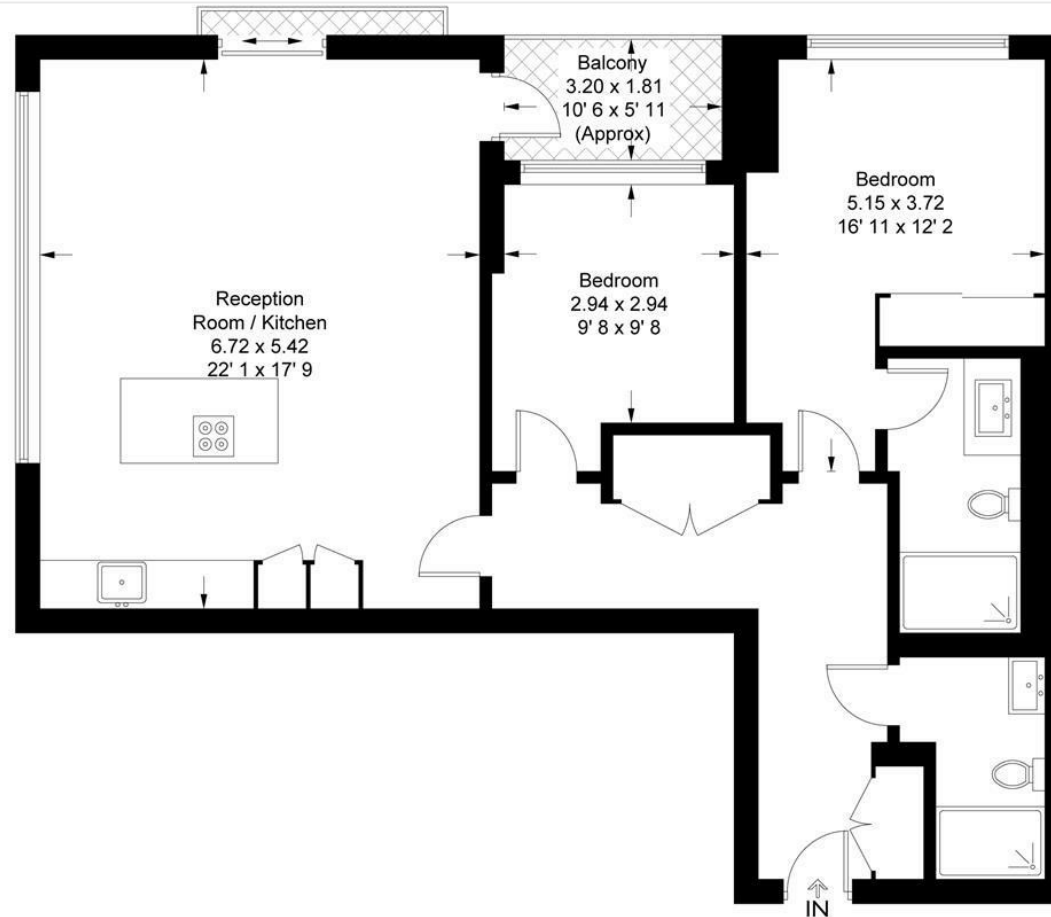 Balcony
3.20 x 1.81
10' 6 x 5' 11
(Approx)
Bedroom
5.15 x 3.72
16' 11 x 12' 2
Bedroom
2.94 x 2.94
9' 8 x 9' 8
Reception
Room / Kitchen
6.72 x 5.42
22' 1 x 17' 9
IN